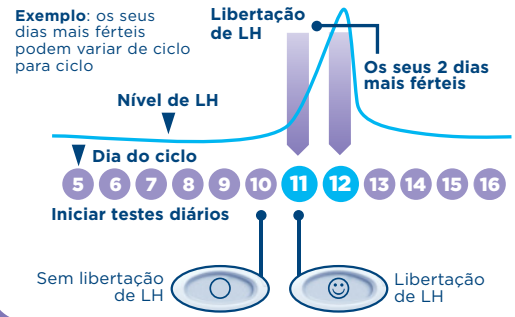 Exemplo: os seus
dias mais férteis
podem variar de ciclo
para ciclo
Libertação
de LH
Os seus 2 dias
mais férteis
Nível de LH
Dia do ciclo
5 6 7 8 9 10 11 12 13 14 15 16
Iniciar testes diários
Sem libertação
de LH
Libertação
de LH